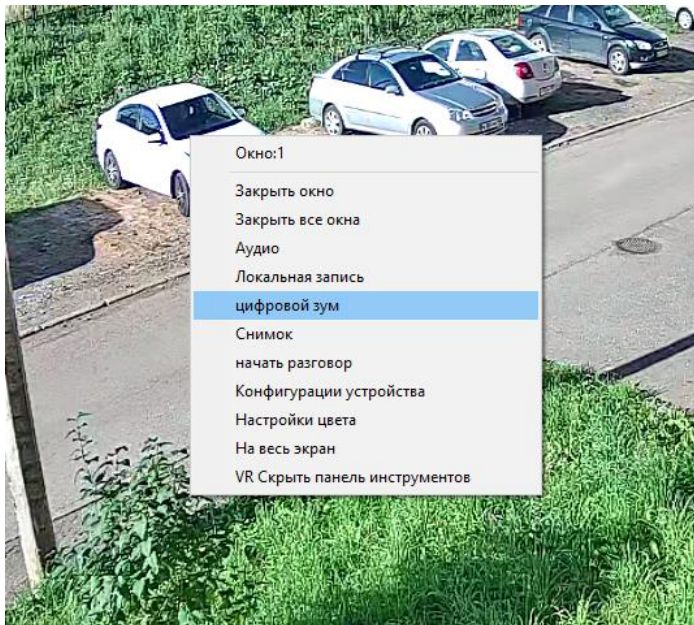 Окно:1
Закрыть окно
Закрыть все окна
Аудио
Локальная запись
цифровой зум
Снимок
начать разговор
Конфигурации устройства
Настройки цвета
На весь экран
VR Скрыть панель инструментов